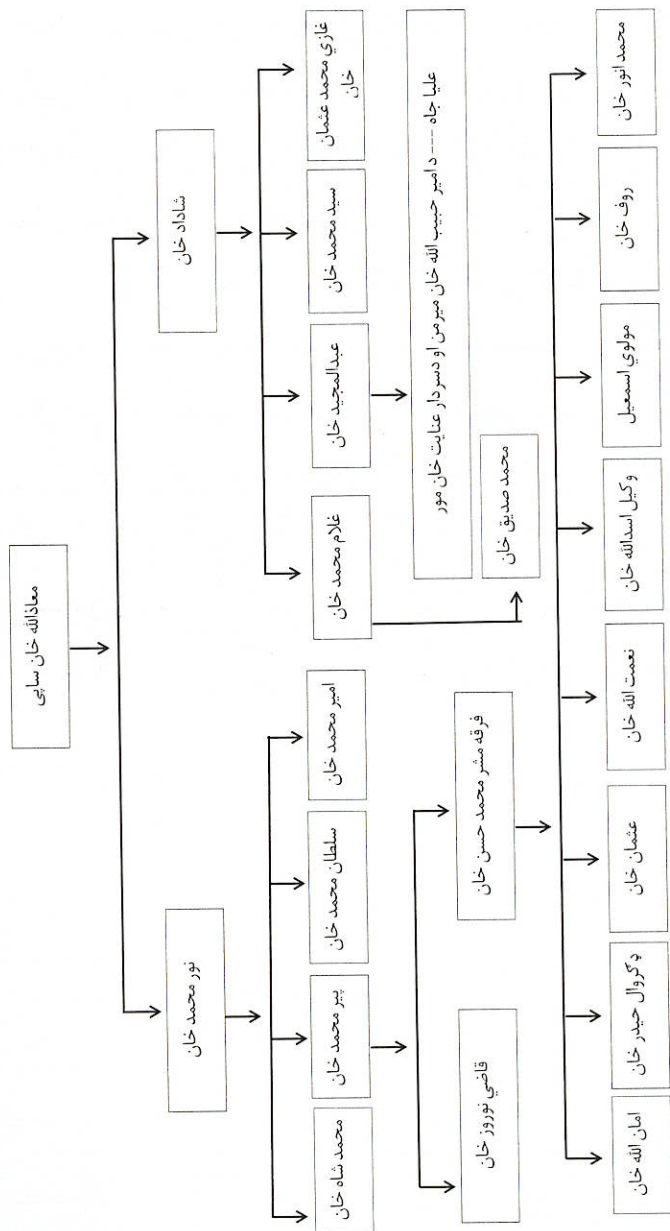 معاذالله خان ساپی
شاداد خان
نور محمد خان
غازي محمد عثمان
خان
سید محمد خان
عبدالمجید خان
غلام محمد خان
امیر محمد خان
سلطان محمد خان
پیر محمد خان
محمد شاه خان
علیا جاه ---- د امیر حبیب الله خان میرمن او دسردار عنایت خان مور
محمد صدیق خان
فرقه مشر محمد حسن خان
قاضي نوروز خان
محمد انور خان
روف خان
مولوي اسمعیل
وکیل اسدالله خان
نعمت الله خان
عثمان خان
ډګروال حیدر خان
امان الله خان